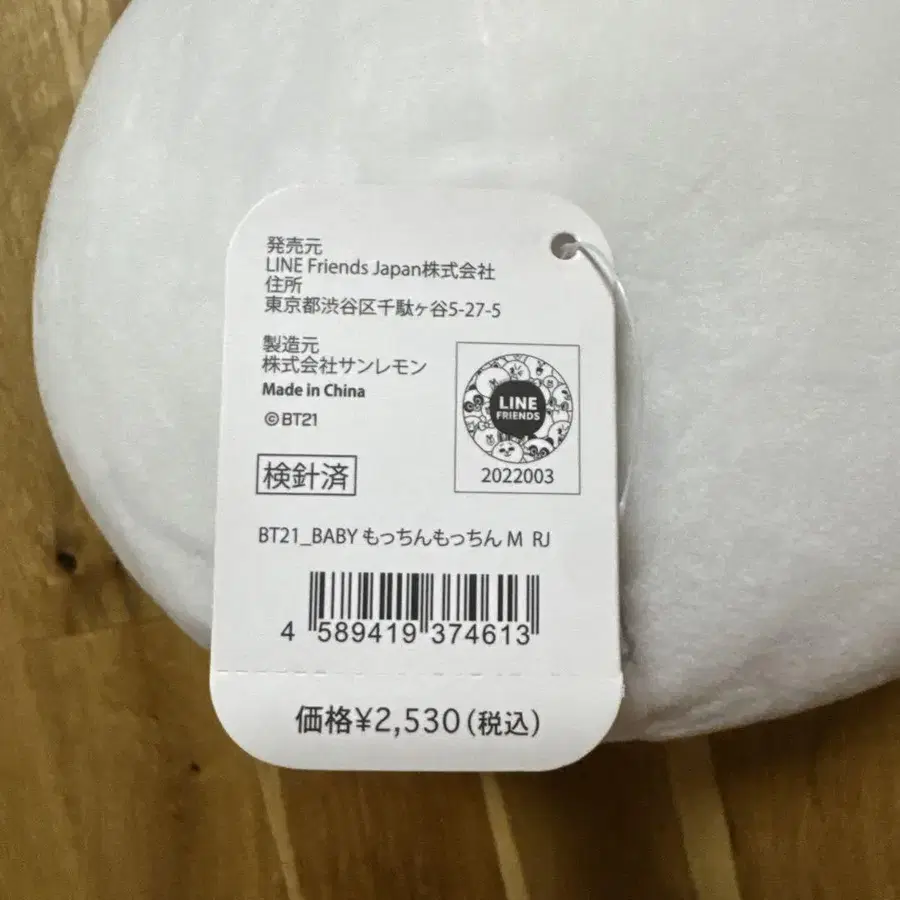 発売元
LINE Friends Japan株式会社
住所
東京都渋谷区千駄ヶ谷5-27-5
製造元
株式会社サンレモン
Made in China
©BT21
LINE
FRIENDS
2022003
検針済
BT21_BABY もっちんもっちん M RJ
4 589419 374613
価格¥2,530(税込)